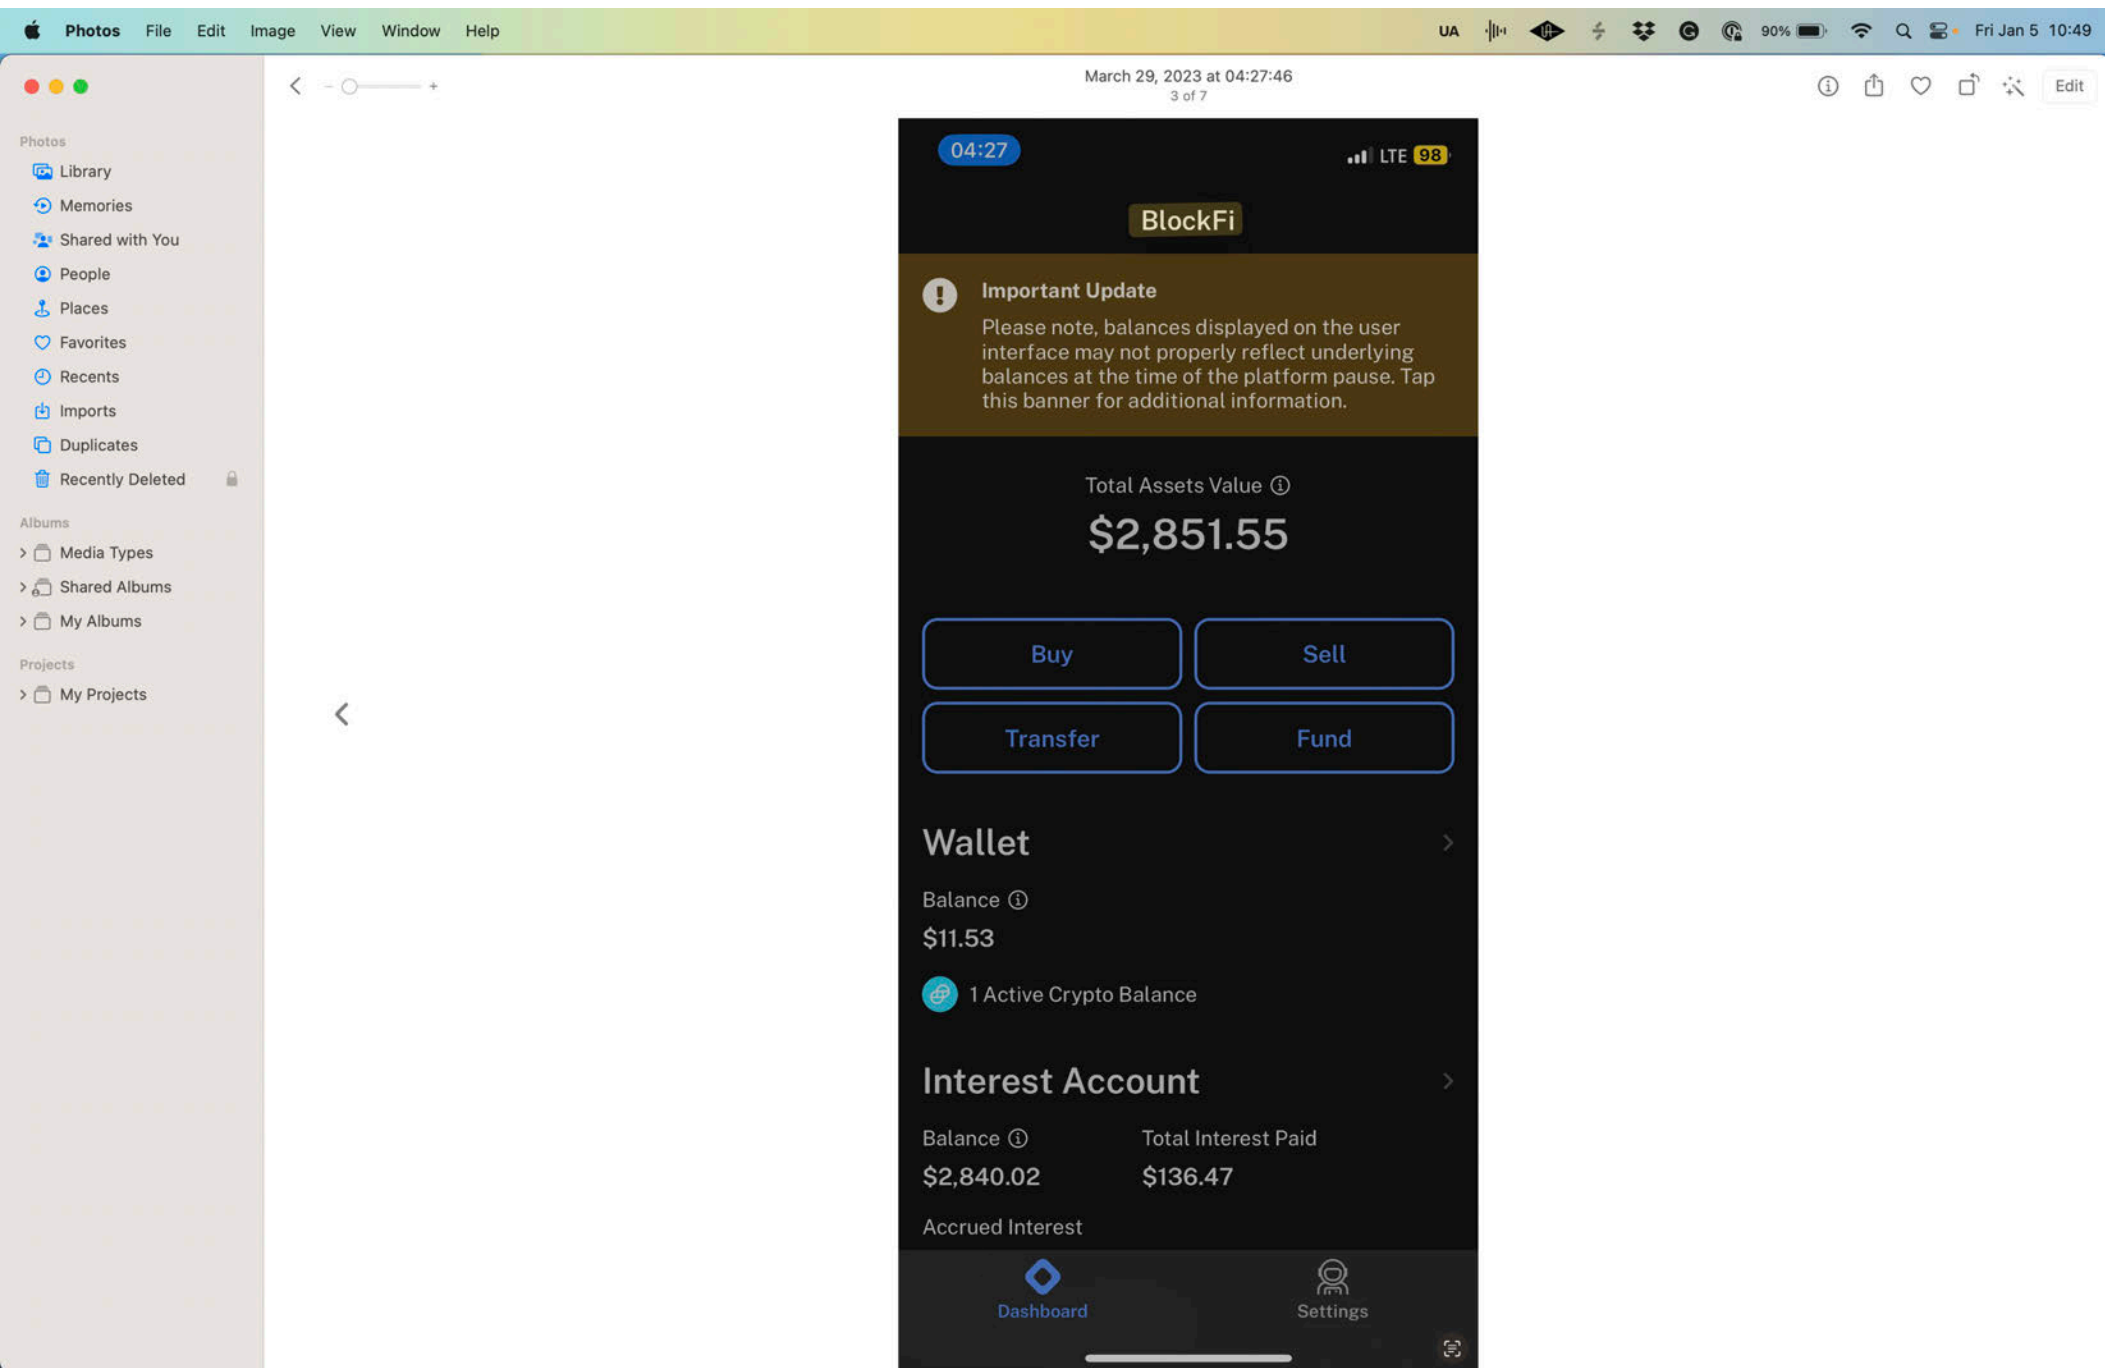 Photos File Edit Image View Window Help
UA 90% Fri Jan 5 10:49
March 29, 2023 at 04:27:46
3 of 7
Edit
Photos
Library
Memories
Shared with You
People
Places
Favorites
Recents
Imports
Duplicates
Recently Deleted
Albums
Media Types
Shared Albums
My Albums
Projects
My Projects
04:27
LTE 98
BlockFi
Important Update
Please note, balances displayed on the user
interface may not properly reflect underlying
balances at the time of the platform pause. Tap
this banner for additional information.
Total Assets Value
$2,851.55
Buy Sell
Transfer Fund
Wallet
Balance
$11.53
1 Active Crypto Balance
Interest Account
Balance Total Interest Paid
$2,840.02 $136.47
Accrued Interest
Dashboard Settings